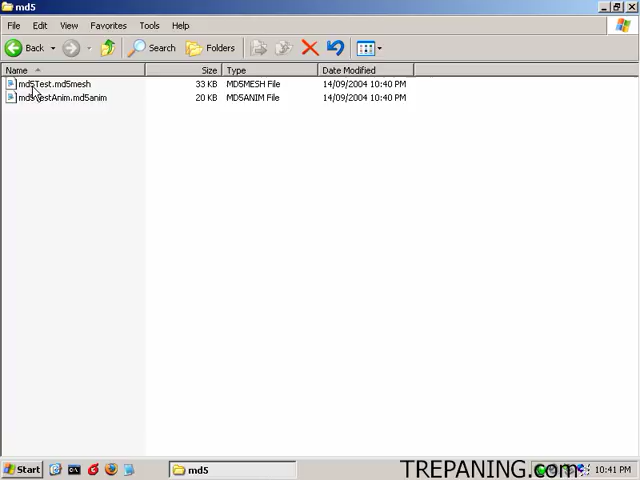 md5
File Edit View Favorites Tools Help
Back Search Folders
Name Size Type Date Modified
md5Test.md5mesh 33 KB MD5MESH File 14/09/2004 10:40 PM
md5TestAnim.md5anim 20 KB MD5ANIM File 14/09/2004 10:40 PM
Start md5 TREPANING.com 10:41 PM